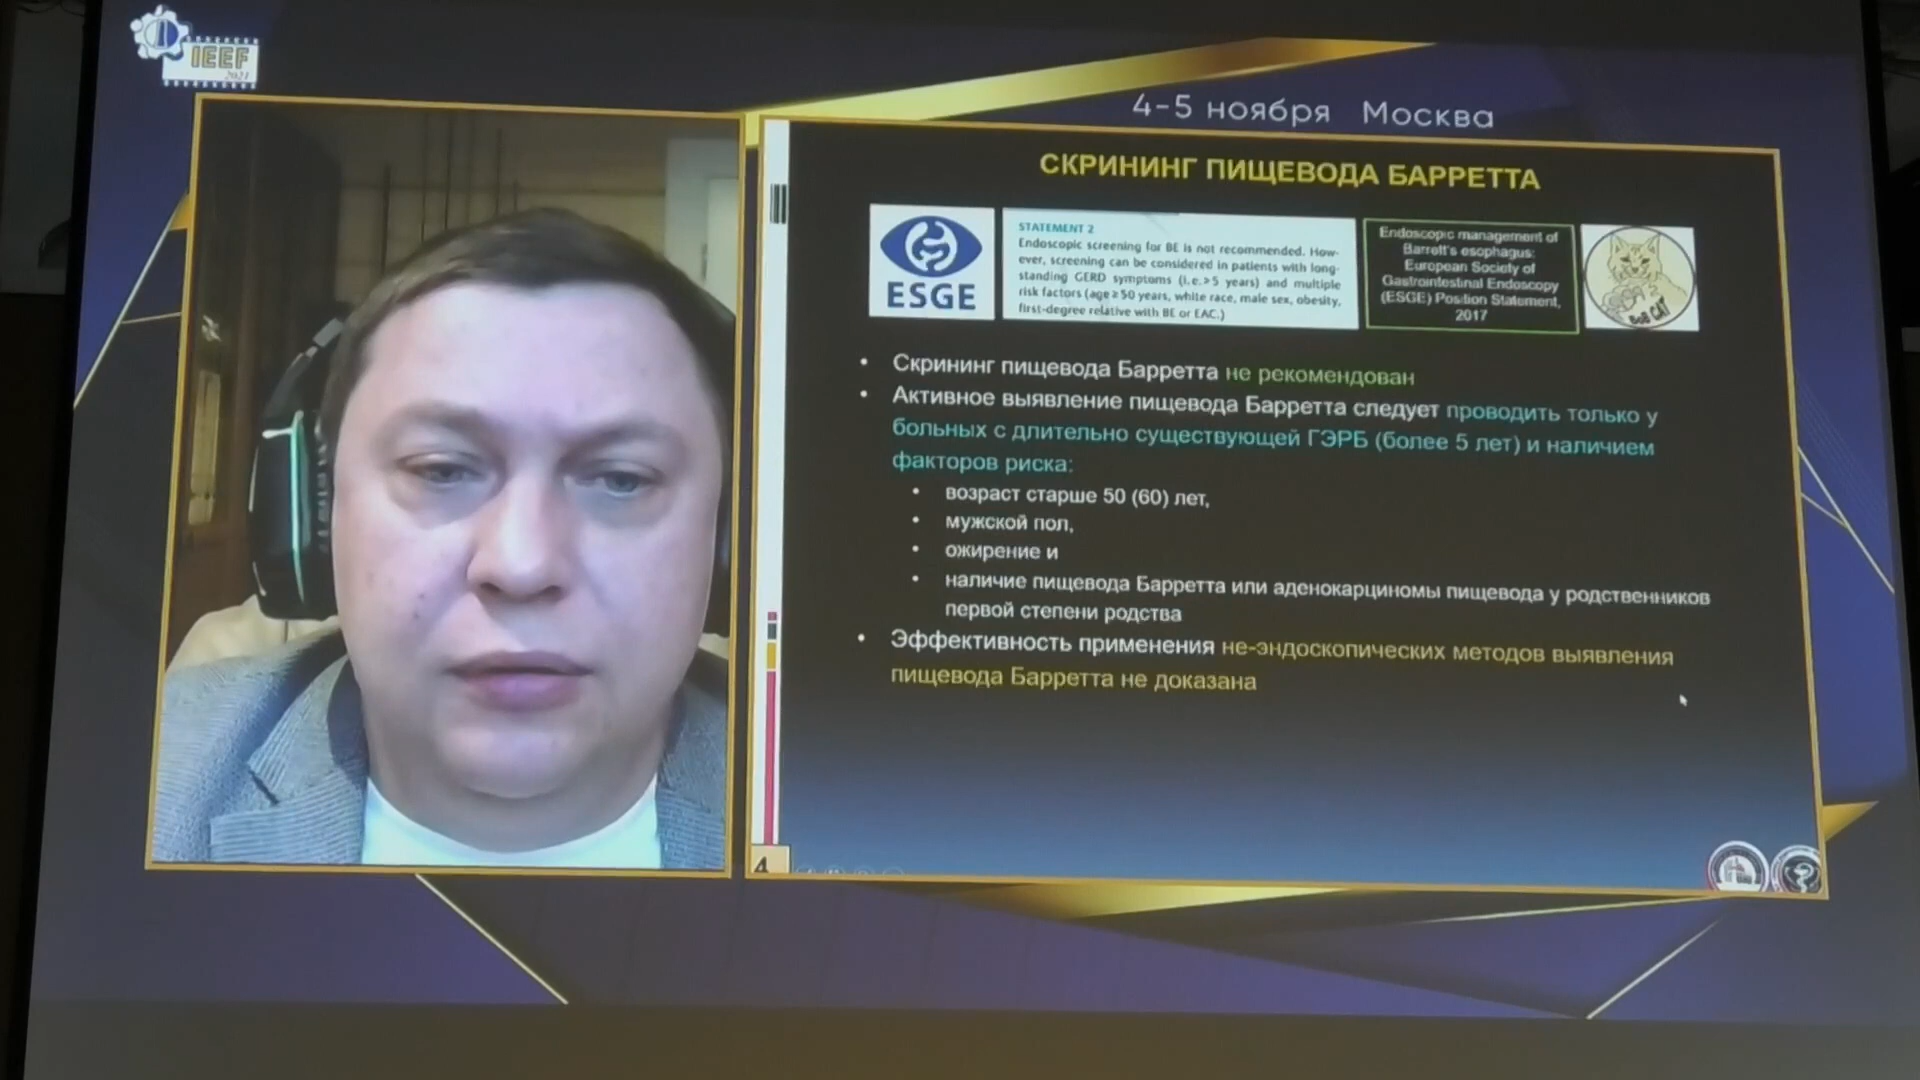 IEEF
2021
4-5 ноября Москва
СКРИНИНГ ПИЩЕВОДА БАРРЕТТА
ESGE
STATEMENT 2
Endoscopic screening for BE is not recommended. How-
ever, screening can be considered in patients with long-
standing GERD symptoms (i.e. >5 years) and multiple
risk factors (age ≥ 50 years, white race, male sex, obesity,
first-degree relative with BE or EAC.)
Endoscopic management of
Barrett's esophagus:
European Society of
Gastrointestinal Endoscopy
(ESGE) Position Statement,
2017
BoB CAT
• Скрининг пищевода Барретта не рекомендован
• Активное выявление пищевода Барретта следует проводить только у
больных с длительно существующей ГЭРБ (более 5 лет) и наличием
факторов риска:
• возраст старше 50 (60) лет,
• мужской пол,
• ожирение и
• наличие пищевода Барретта или аденокарциномы пищевода у родственников
первой степени родства
• Эффективность применения не-эндоскопических методов выявления
пищевода Барретта не доказана
4